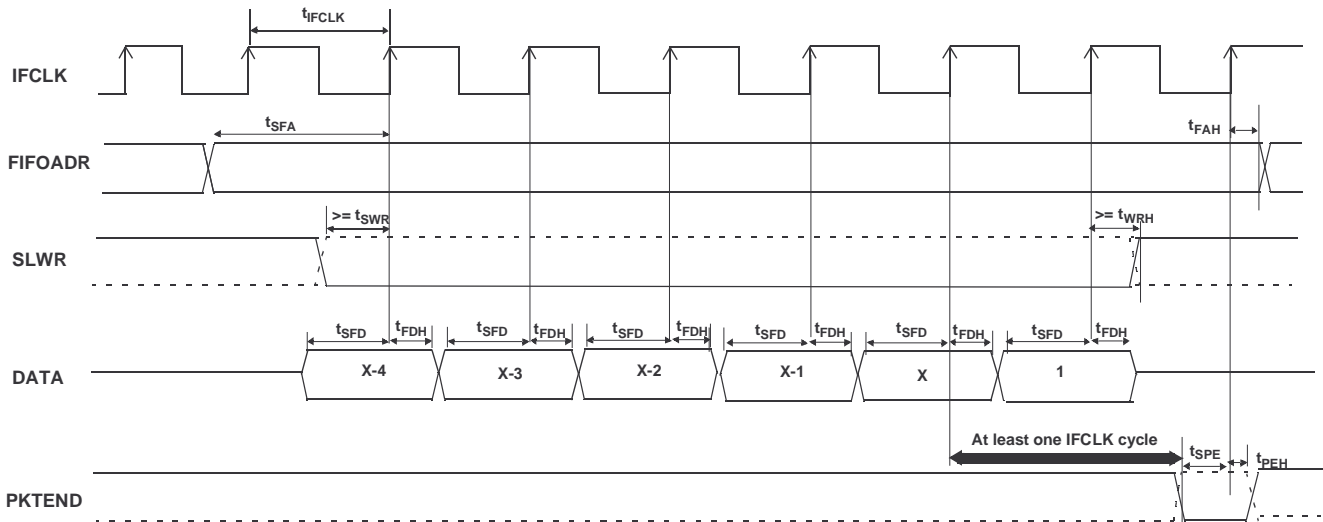 tIFCLK
IFCLK
tSFA
tFAH
FIFOADR
>= tSWR
>= tWRH
SLWR
tSFD tFDH tSFD tFDH tSFD tFDH tSFD tFDH tSFD tFDH tSFD tFDH
DATA X-4 X-3 X-2 X-1 X 1
At least one IFCLK cycle
tSPE tPEH
PKTEND